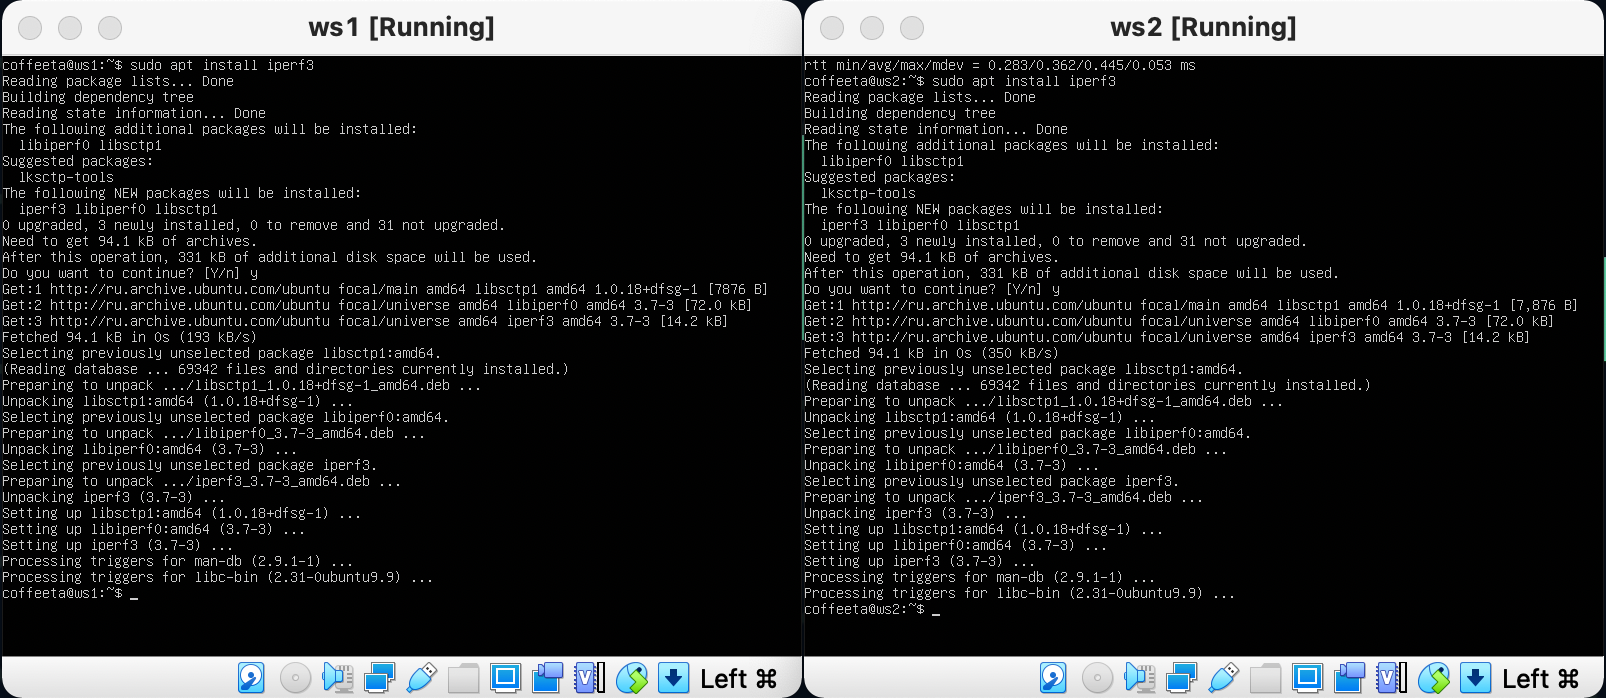 ws1 [Running]
coffeeta@ws1:~$ sudo apt install iperf3
Reading package lists... Done
Building dependency tree
Reading state information... Done
The following additional packages will be installed:
  libiperf0 libsctp1
Suggested packages:
  lksctp-tools
The following NEW packages will be installed:
  iperf3 libiperf0 libsctp1
0 upgraded, 3 newly installed, 0 to remove and 31 not upgraded.
Need to get 94.1 kB of archives.
After this operation, 331 kB of additional disk space will be used.
Do you want to continue? [Y/n] y
Get:1 http://ru.archive.ubuntu.com/ubuntu focal/main amd64 libsctp1 amd64 1.0.18+dfsg-1 [7876 B]
Get:2 http://ru.archive.ubuntu.com/ubuntu focal/universe amd64 libiperf0 amd64 3.7-3 [72.0 kB]
Get:3 http://ru.archive.ubuntu.com/ubuntu focal/universe amd64 iperf3 amd64 3.7-3 [14.2 kB]
Fetched 94.1 kB in 0s (193 kB/s)
Selecting previously unselected package libsctp1:amd64.
(Reading database ... 69342 files and directories currently installed.)
Preparing to unpack .../libsctp1_1.0.18+dfsg-1_amd64.deb ...
Unpacking libsctp1:amd64 (1.0.18+dfsg-1) ...
Selecting previously unselected package libiperf0:amd64.
Preparing to unpack .../libiperf0_3.7-3_amd64.deb ...
Unpacking libiperf0:amd64 (3.7-3) ...
Selecting previously unselected package iperf3.
Preparing to unpack .../iperf3_3.7-3_amd64.deb ...
Unpacking iperf3 (3.7-3) ...
Setting up libsctp1:amd64 (1.0.18+dfsg-1) ...
Setting up libiperf0:amd64 (3.7-3) ...
Setting up iperf3 (3.7-3) ...
Processing triggers for man-db (2.9.1-1) ...
Processing triggers for libc-bin (2.31-0ubuntu9.9) ...
coffeeta@ws1:~$ _
Left ⌘
ws2 [Running]
rtt min/avg/max/mdev = 0.283/0.362/0.445/0.053 ms
coffeeta@ws2:~$ sudo apt install iperf3
Reading package lists... Done
Building dependency tree
Reading state information... Done
The following additional packages will be installed:
  libiperf0 libsctp1
Suggested packages:
  lksctp-tools
The following NEW packages will be installed:
  iperf3 libiperf0 libsctp1
0 upgraded, 3 newly installed, 0 to remove and 31 not upgraded.
Need to get 94.1 kB of archives.
After this operation, 331 kB of additional disk space will be used.
Do you want to continue? [Y/n] y
Get:1 http://ru.archive.ubuntu.com/ubuntu focal/main amd64 libsctp1 amd64 1.0.18+dfsg-1 [7,876 B]
Get:2 http://ru.archive.ubuntu.com/ubuntu focal/universe amd64 libiperf0 amd64 3.7-3 [72.0 kB]
Get:3 http://ru.archive.ubuntu.com/ubuntu focal/universe amd64 iperf3 amd64 3.7-3 [14.2 kB]
Fetched 94.1 kB in 0s (350 kB/s)
Selecting previously unselected package libsctp1:amd64.
(Reading database ... 69342 files and directories currently installed.)
Preparing to unpack .../libsctp1_1.0.18+dfsg-1_amd64.deb ...
Unpacking libsctp1:amd64 (1.0.18+dfsg-1) ...
Selecting previously unselected package libiperf0:amd64.
Preparing to unpack .../libiperf0_3.7-3_amd64.deb ...
Unpacking libiperf0:amd64 (3.7-3) ...
Selecting previously unselected package iperf3.
Preparing to unpack .../iperf3_3.7-3_amd64.deb ...
Unpacking iperf3 (3.7-3) ...
Setting up libsctp1:amd64 (1.0.18+dfsg-1) ...
Setting up libiperf0:amd64 (3.7-3) ...
Setting up iperf3 (3.7-3) ...
Processing triggers for man-db (2.9.1-1) ...
Processing triggers for libc-bin (2.31-0ubuntu9.9) ...
coffeeta@ws2:~$ _
Left ⌘